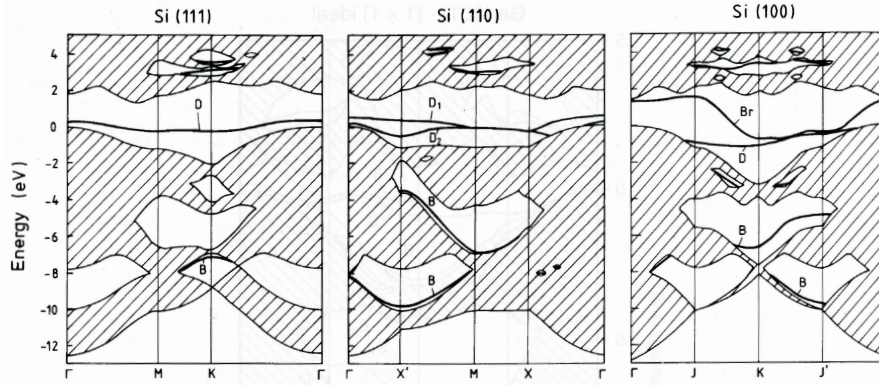 Si (111)
Si (110)
Si (100)
Energy (eV)
4
2
0
-2
-4
-6
-8
-10
-12
D
B
Γ
M
K
Γ
D₁
D₂
B
B
Γ
X'
M
X
Γ
Br
D
B
B
Γ
J
K
J'
Γ